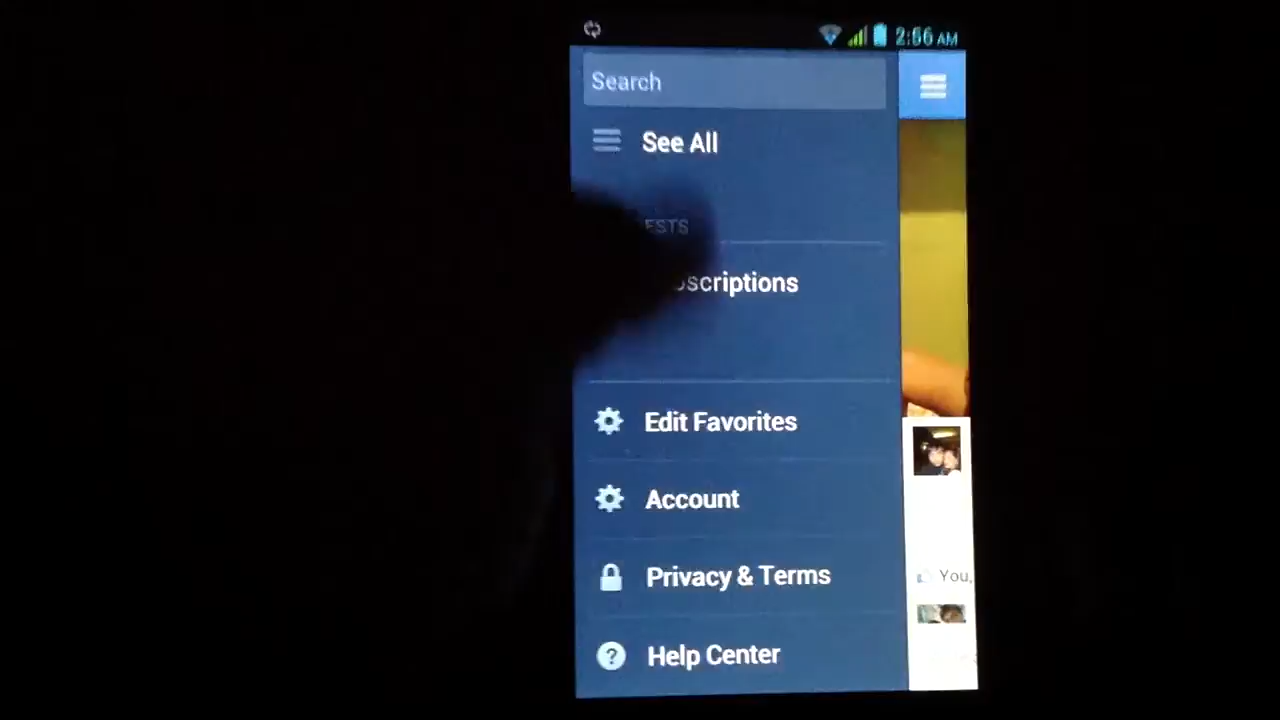 2:56 AM
Search
See All
Edit Favorites
Account
Privacy & Terms
You,
Help Center